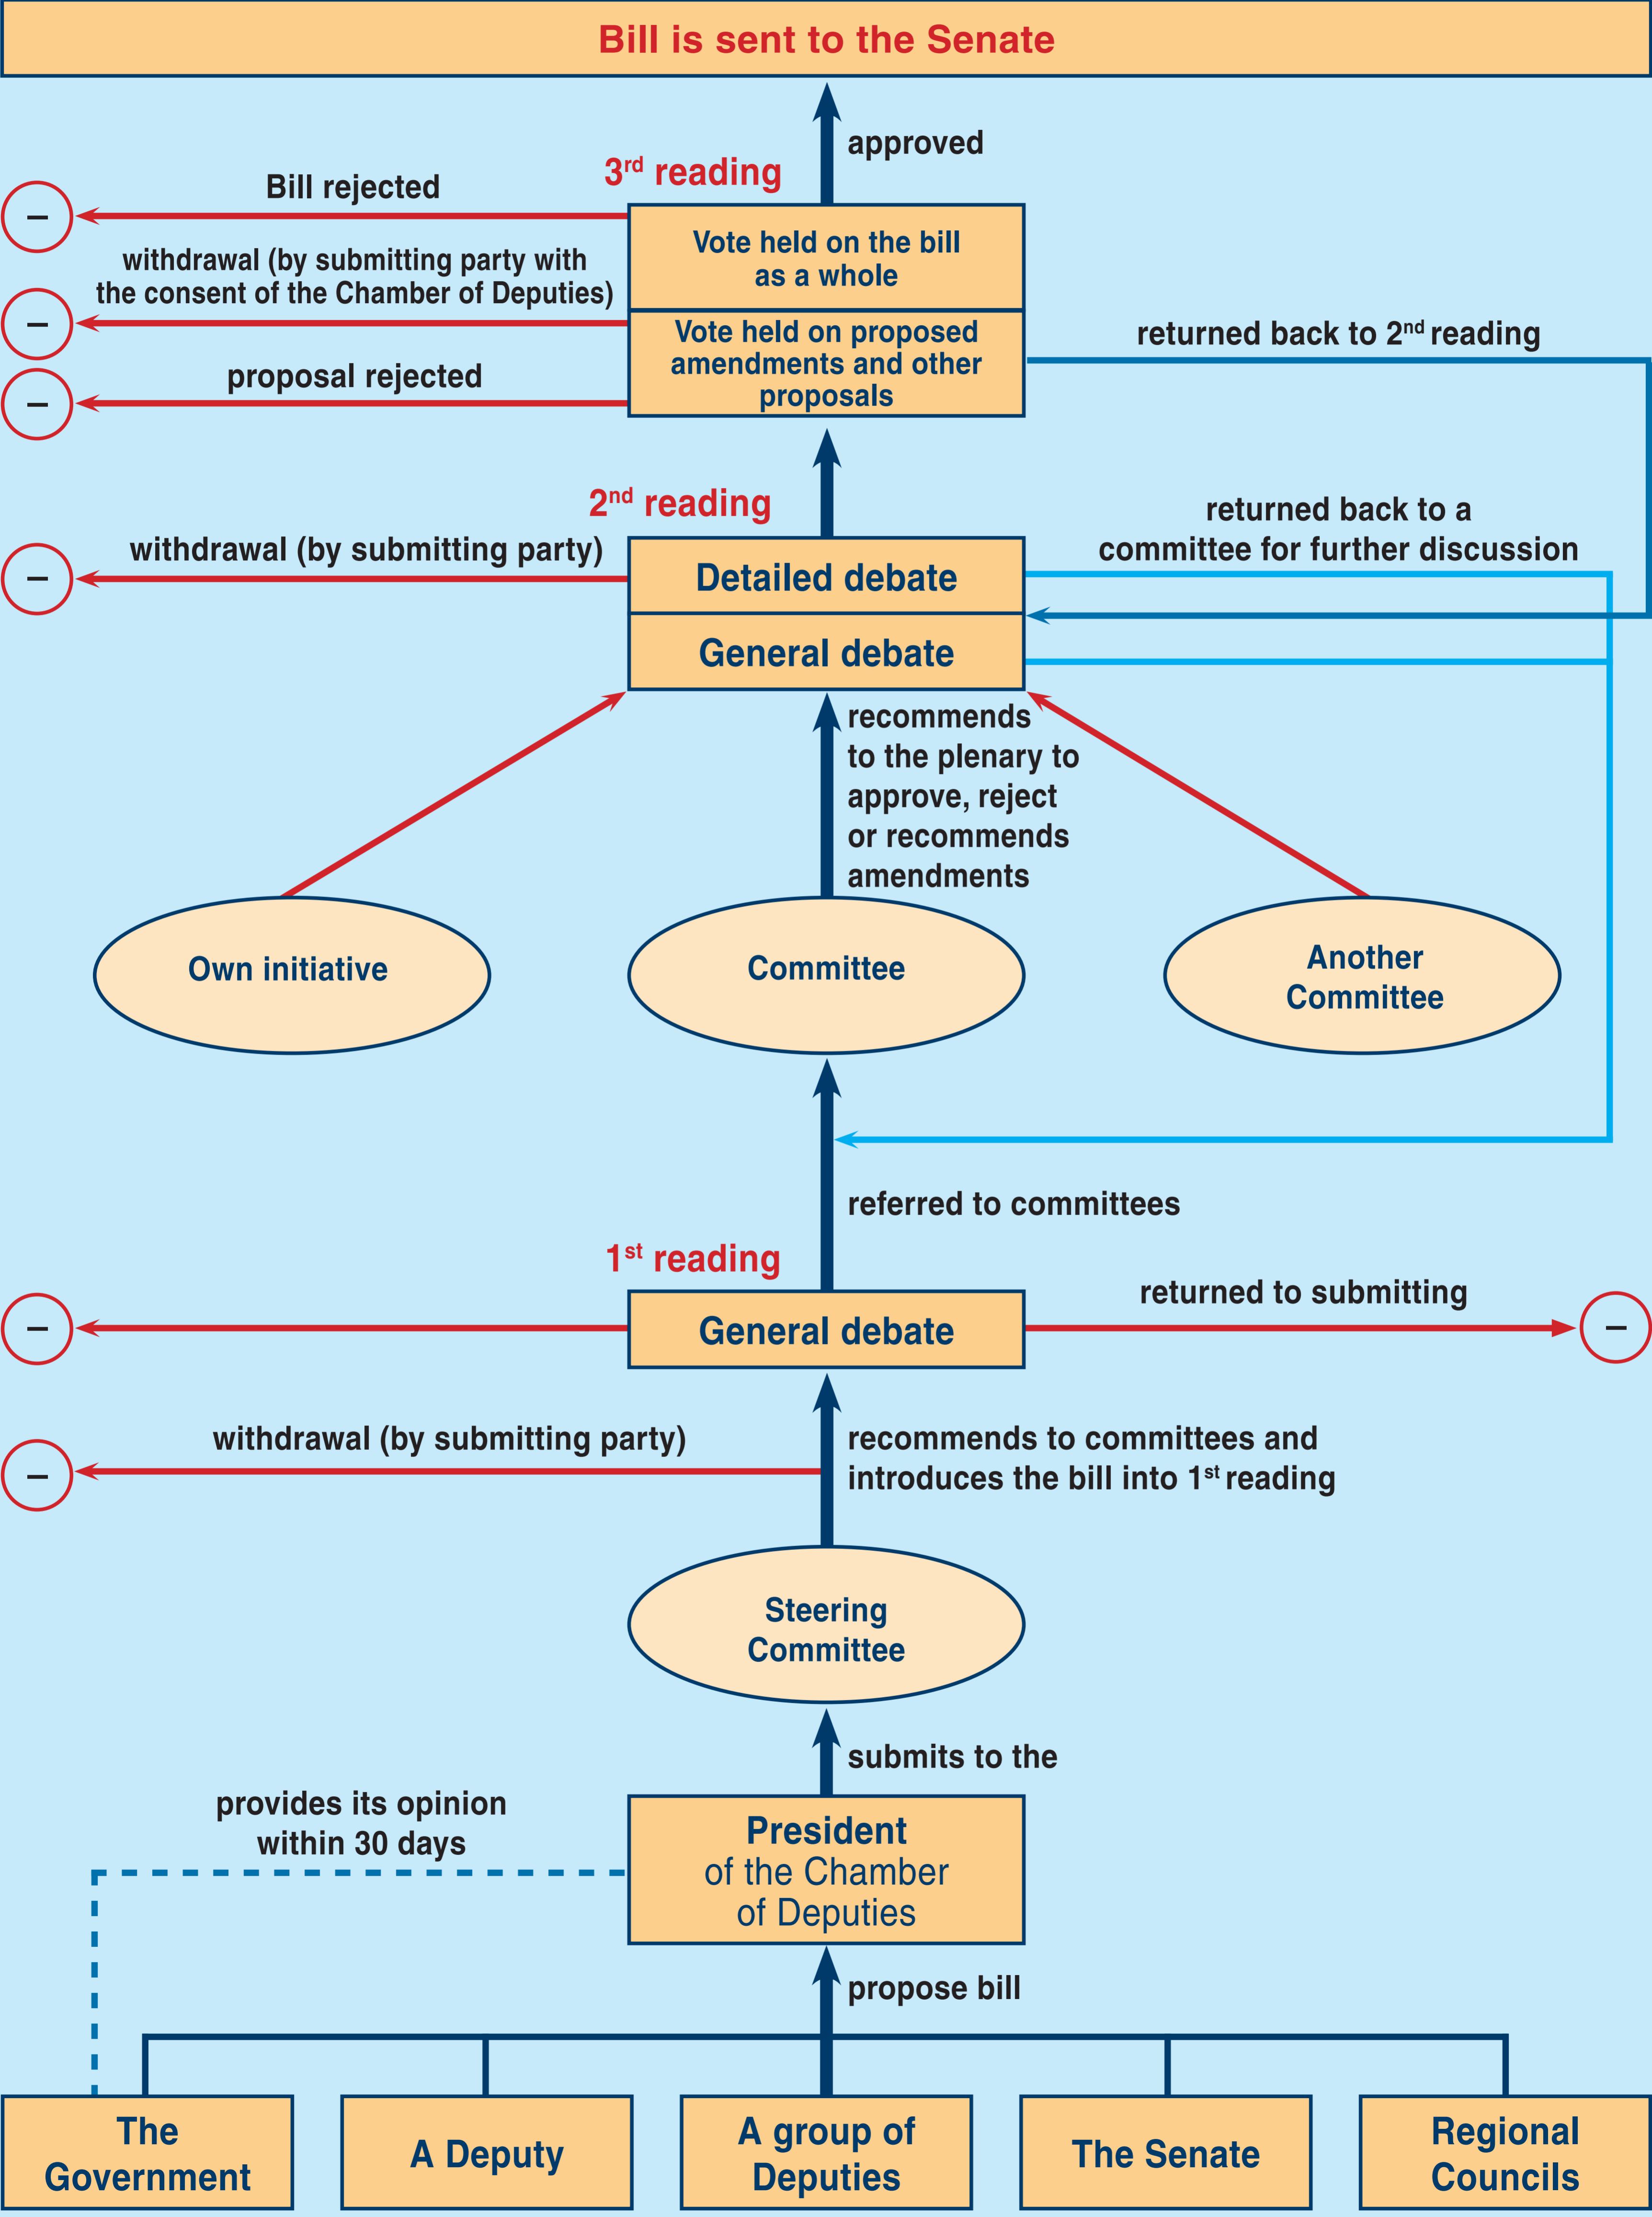 Bill is sent to the Senate
approved
3rd reading
Bill rejected
–
Vote held on the bill
as a whole
withdrawal (by submitting party with
the consent of the Chamber of Deputies)
–
Vote held on proposed
amendments and other
proposals
returned back to 2nd reading
proposal rejected
–
2nd reading
returned back to a
committee for further discussion
withdrawal (by submitting party)
–
Detailed debate
General debate
recommends
to the plenary to
approve, reject
or recommends
amendments
Own initiative
Committee
Another
Committee
referred to committees
1st reading
returned to submitting
–
General debate
–
withdrawal (by submitting party)
–
recommends to committees and
introduces the bill into 1st reading
Steering
Committee
submits to the
provides its opinion
within 30 days
President
of the Chamber
of Deputies
propose bill
The
Government
A Deputy
A group of
Deputies
The Senate
Regional
Councils